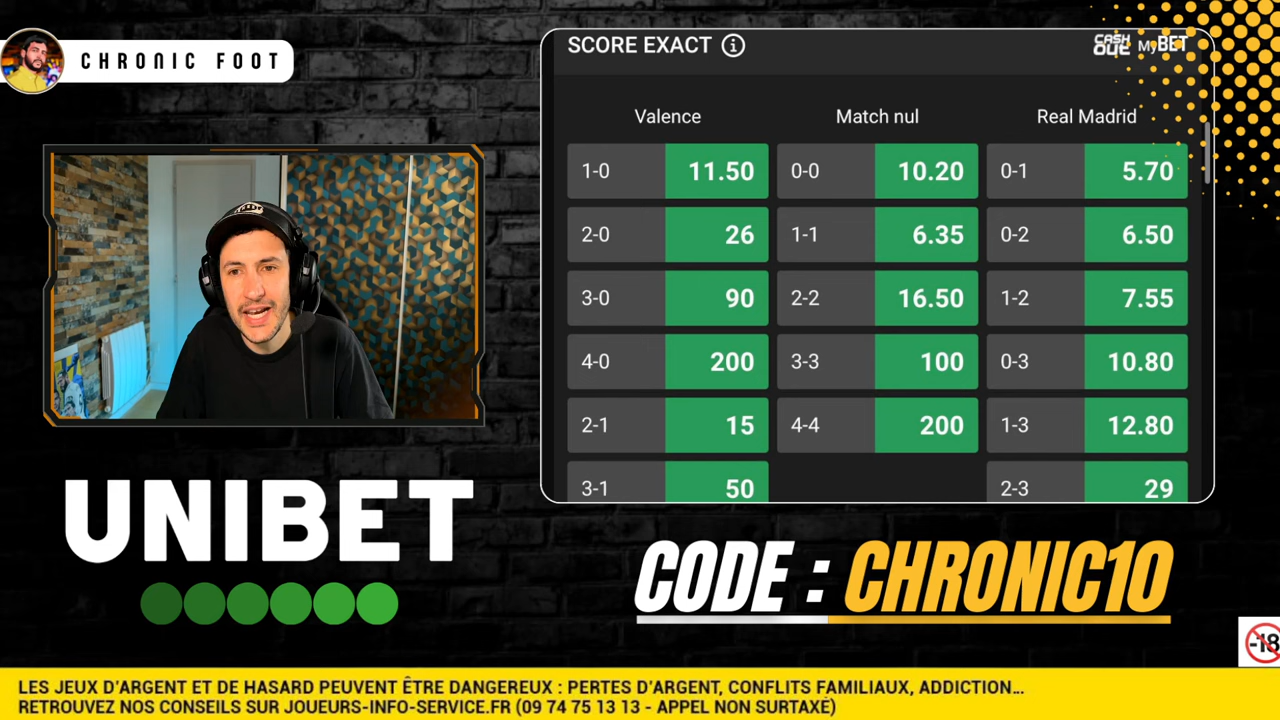 CHRONIC FOOT
SCORE EXACT
CASH OUT MyBET
Valence Match nul Real Madrid
1-0 11.50 0-0 10.20 0-1 5.70
2-0 26 1-1 6.35 0-2 6.50
3-0 90 2-2 16.50 1-2 7.55
4-0 200 3-3 100 0-3 10.80
2-1 15 4-4 200 1-3 12.80
3-1 50 2-3 29
UNIBET
CODE : CHRONIC10
-18
LES JEUX D'ARGENT ET DE HASARD PEUVENT ÊTRE DANGEREUX : PERTES D'ARGENT, CONFLITS FAMILIAUX, ADDICTION...
RETROUVEZ NOS CONSEILS SUR JOUEURS-INFO-SERVICE.FR (09 74 75 13 13 - APPEL NON SURTAXÉ)